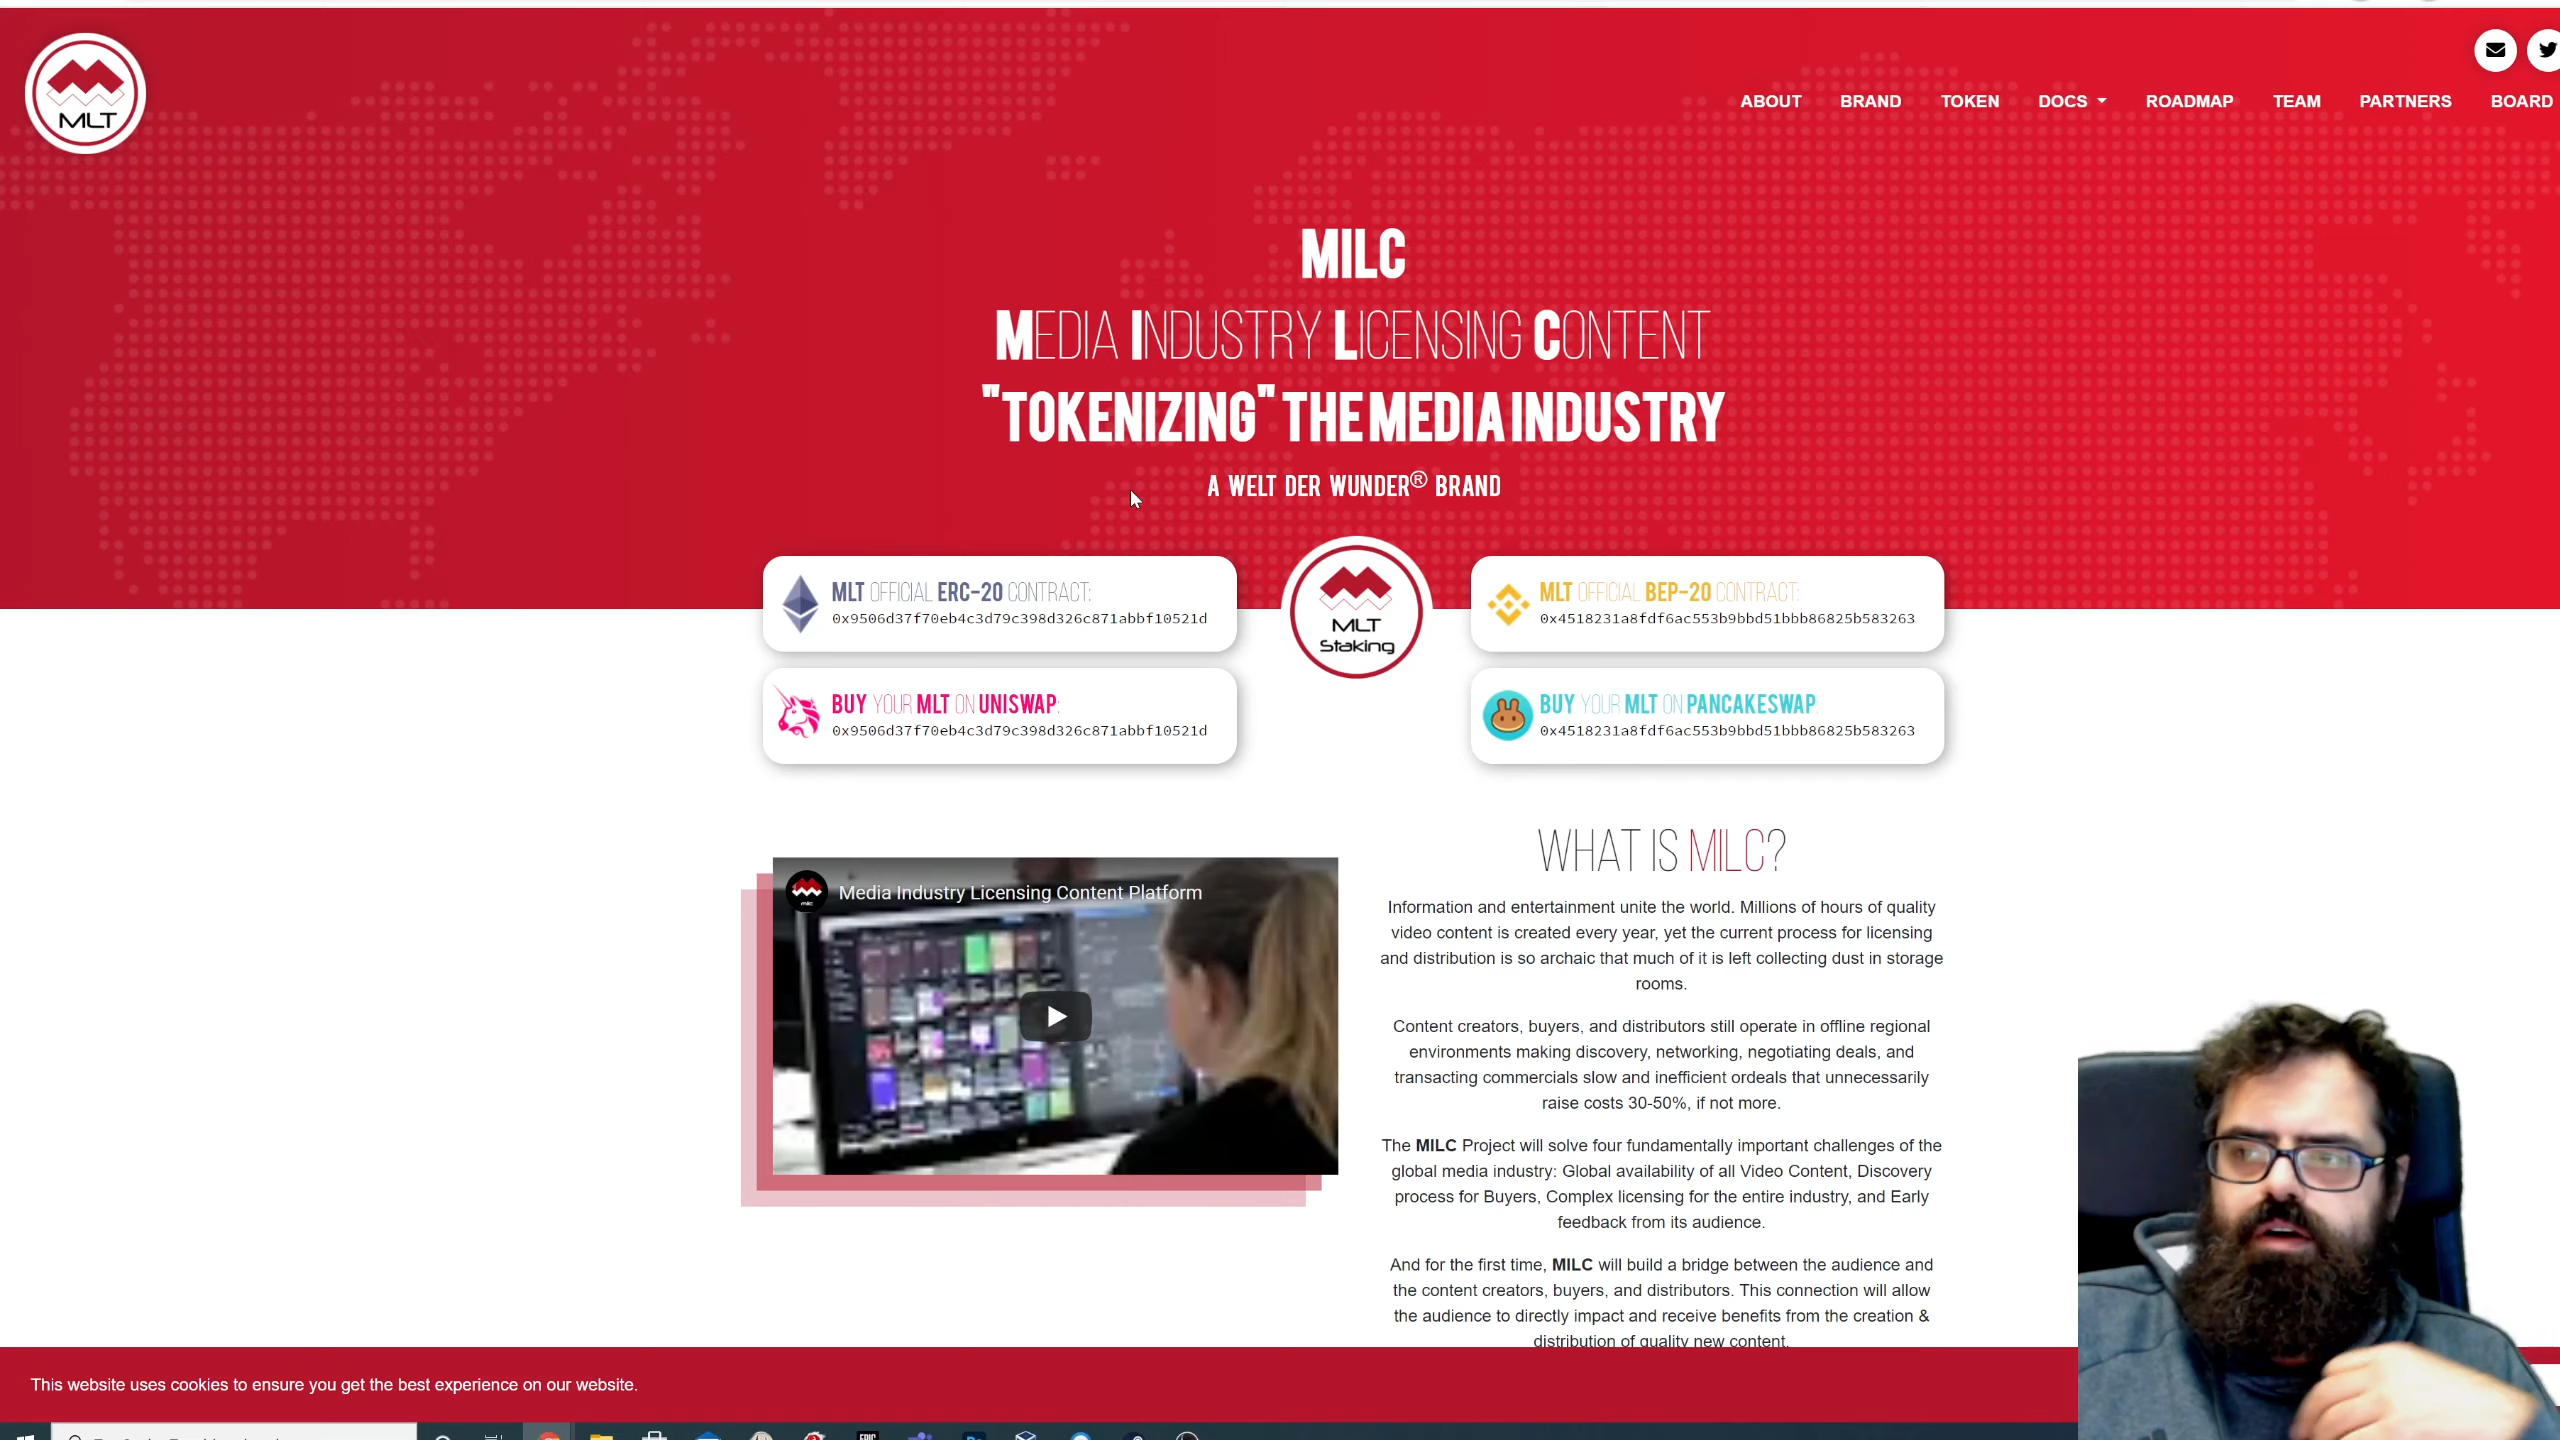 MLT
ABOUT BRAND TOKEN DOCS ROADMAP TEAM PARTNERS BOARD
MILC
MEDIA INDUSTRY LICENSING CONTENT
"TOKENIZING" THE MEDIA INDUSTRY
A WELT DER WUNDER® BRAND
MLT OFFICIAL ERC-20 CONTRACT:
0x9506d37f70eb4c3d79c398d326c871abbf10521d
MLT
Staking
MLT OFFICIAL BEP-20 CONTRACT:
0x4518231a8fdf6ac553b9bbd51bbb86825b583263
BUY YOUR MLT ON UNISWAP:
0x9506d37f70eb4c3d79c398d326c871abbf10521d
BUY YOUR MLT ON PANCAKESWAP:
0x4518231a8fdf6ac553b9bbd51bbb86825b583263
Media Industry Licensing Content Platform
WHAT IS MILC?
Information and entertainment unite the world. Millions of hours of quality
video content is created every year, yet the current process for licensing
and distribution is so archaic that much of it is left collecting dust in storage
rooms.
Content creators, buyers, and distributors still operate in offline regional
environments making discovery, networking, negotiating deals, and
transacting commercials slow and inefficient ordeals that unnecessarily
raise costs 30-50%, if not more.
The MILC Project will solve four fundamentally important challenges of the
global media industry: Global availability of all Video Content, Discovery
process for Buyers, Complex licensing for the entire industry, and Early
feedback from its audience.
And for the first time, MILC will build a bridge between the audience and
the content creators, buyers, and distributors. This connection will allow
the audience to directly impact and receive benefits from the creation &
distribution of quality new content.
This website uses cookies to ensure you get the best experience on our website.